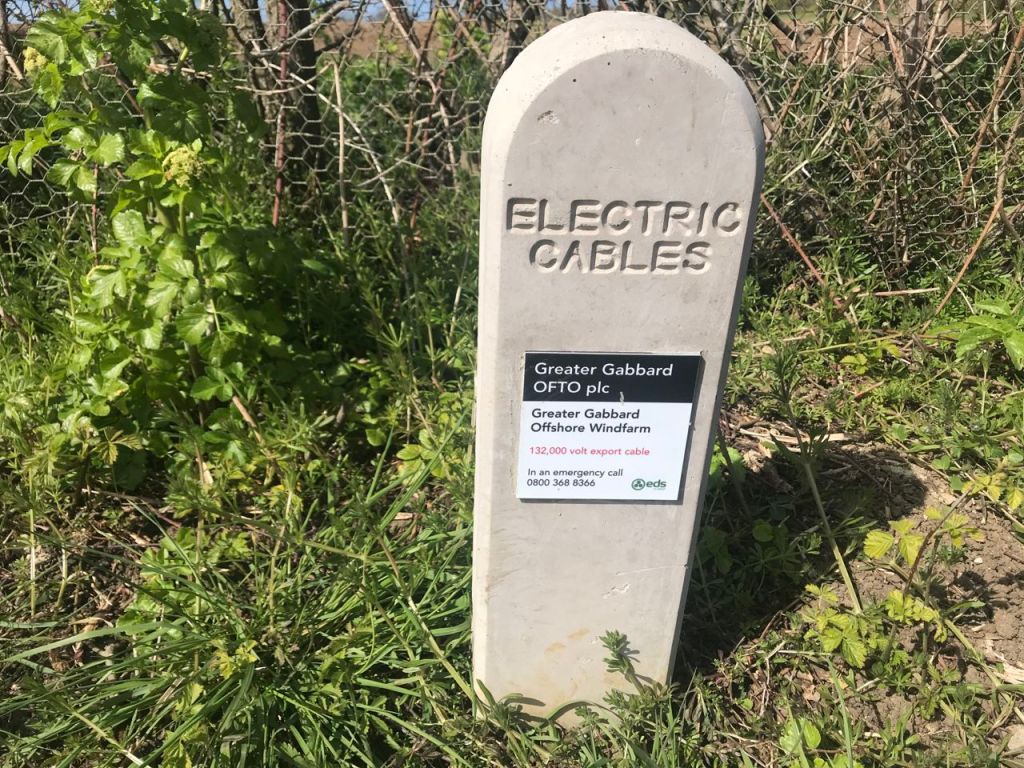 ELECTRIC
CABLES
Greater Gabbard
OFTO plc
Greater Gabbard
Offshore Windfarm
132,000 volt export cable
In an emergency call
0800 368 8366
eds